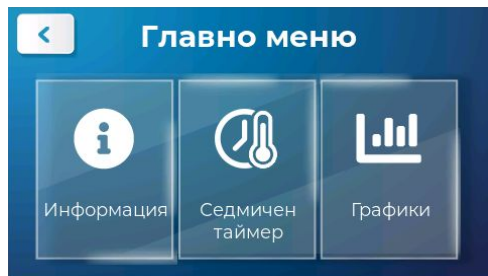 Главно меню
Информация
Седмичен
таймер
Графики